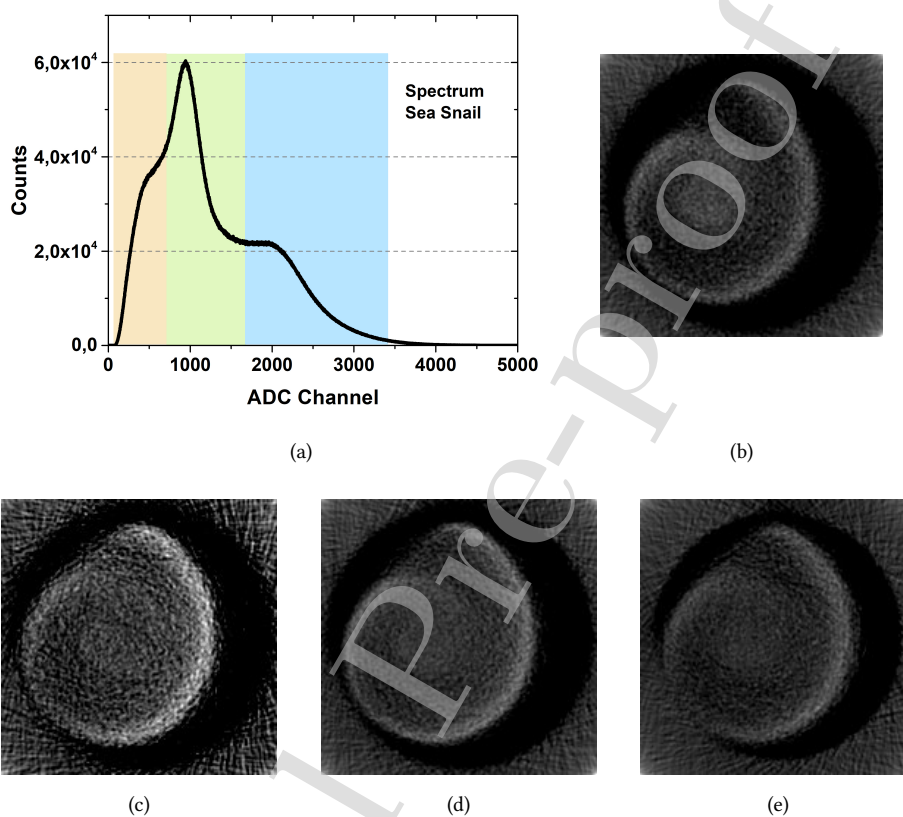 6,0x10⁴
4,0x10⁴
2,0x10⁴
0,0
Counts
Spectrum
Sea Snail
0 1000 2000 3000 4000 5000
ADC Channel
(a) (b)
(c) (d) (e)
l Pre-proof